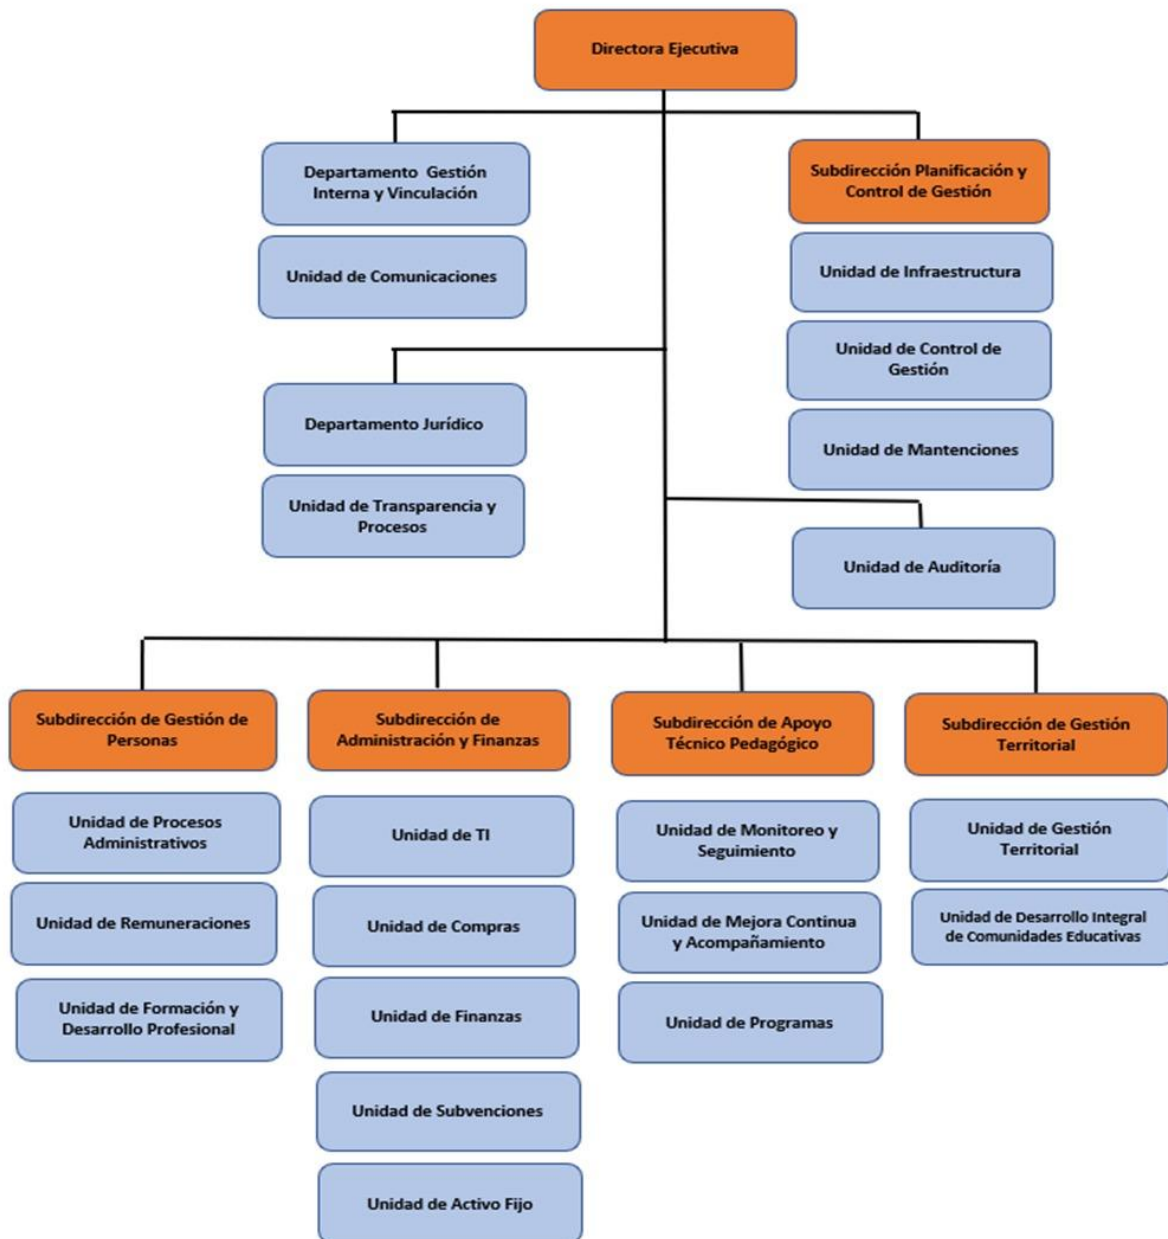 Directora Ejecutiva
Departamento Gestión
Interna y Vinculación
Unidad de Comunicaciones
Subdirección Planificación y
Control de Gestión
Unidad de Infraestructura
Unidad de Control de
Gestión
Unidad de Mantenciones
Departamento Jurídico
Unidad de Transparencia y
Procesos
Unidad de Auditoría
Subdirección de Gestión de
Personas
Unidad de Procesos
Administrativos
Unidad de Remuneraciones
Unidad de Formación y
Desarrollo Profesional
Subdirección de
Administración y Finanzas
Unidad de TI
Unidad de Compras
Unidad de Finanzas
Unidad de Subvenciones
Unidad de Activo Fijo
Subdirección de Apoyo
Técnico Pedagógico
Unidad de Monitoreo y
Seguimiento
Unidad de Mejora Continua
y Acompañamiento
Unidad de Programas
Subdirección de Gestión
Territorial
Unidad de Gestión
Territorial
Unidad de Desarrollo Integral
de Comunidades Educativas